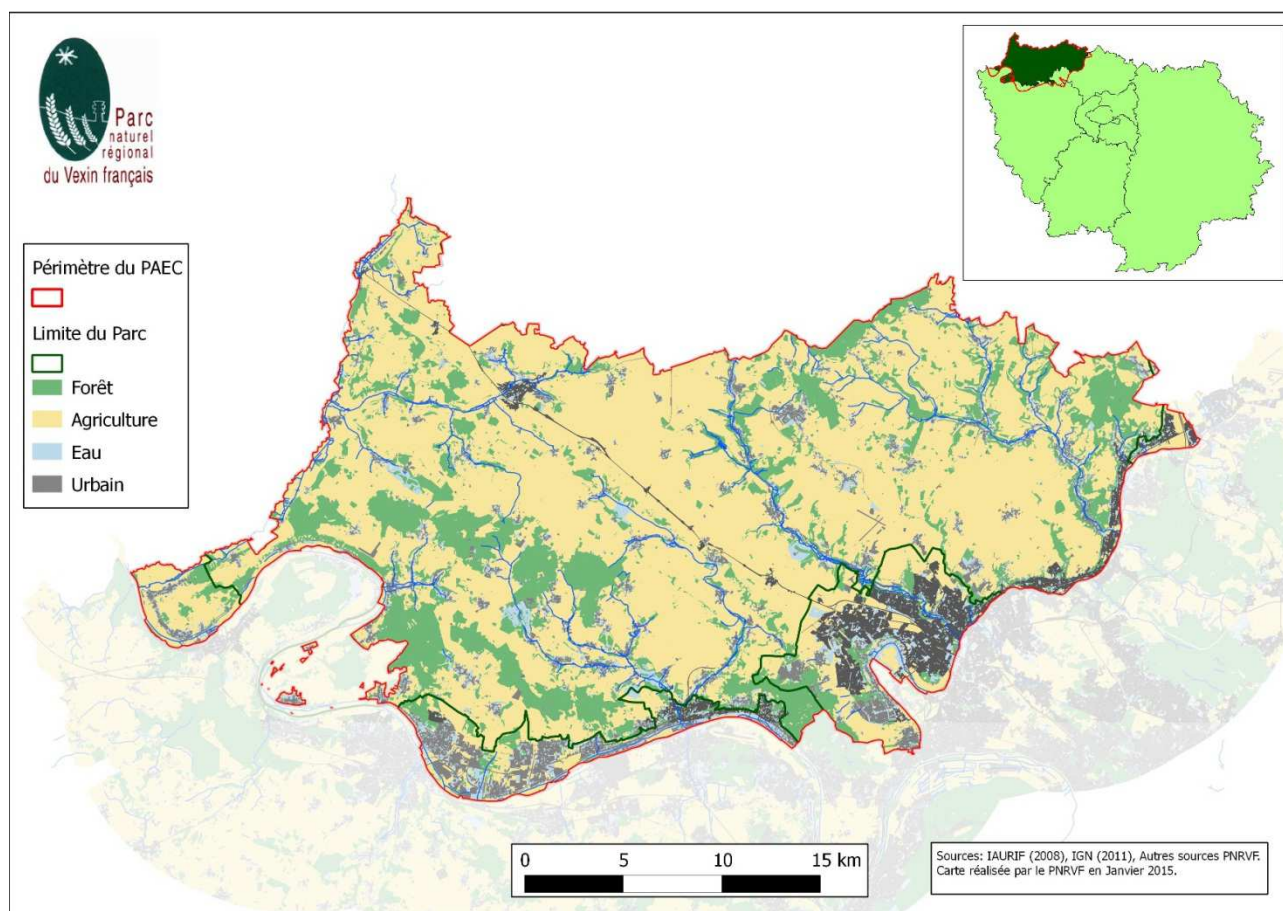 Parc
naturel
régional
du Vexin français
Périmètre du PAEC
Limite du Parc
Forêt
Agriculture
Eau
Urbain
0 5 10 15 km
Sources: IAURIF (2008), IGN (2011), Autres sources PNRVF.
Carte réalisée par le PNRVF en Janvier 2015.